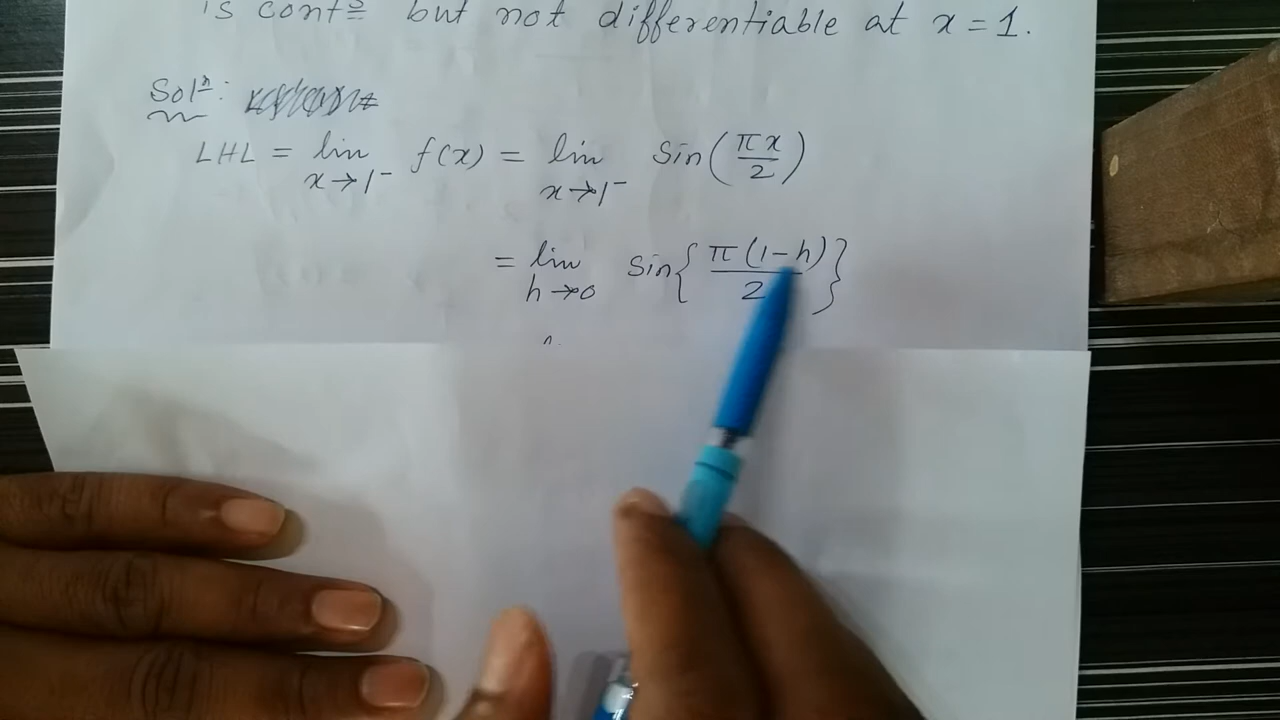 is cont<u>s</u> but not differentiable at x = 1.
Sol<u>n</u>:
LHL = lim x→1⁻ f(x) = lim x→1⁻ sin(πx/2)
= lim h→0 sin{π(1-h)/2}